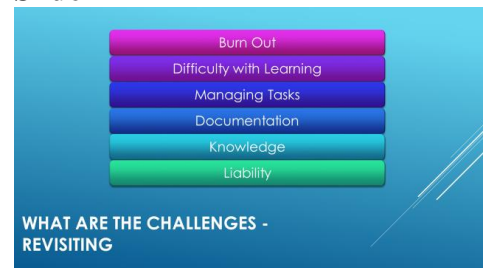 Burn Out
Difficulty with Learning
Managing Tasks
Documentation
Knowledge
Liability
WHAT ARE THE CHALLENGES -
REVISITING